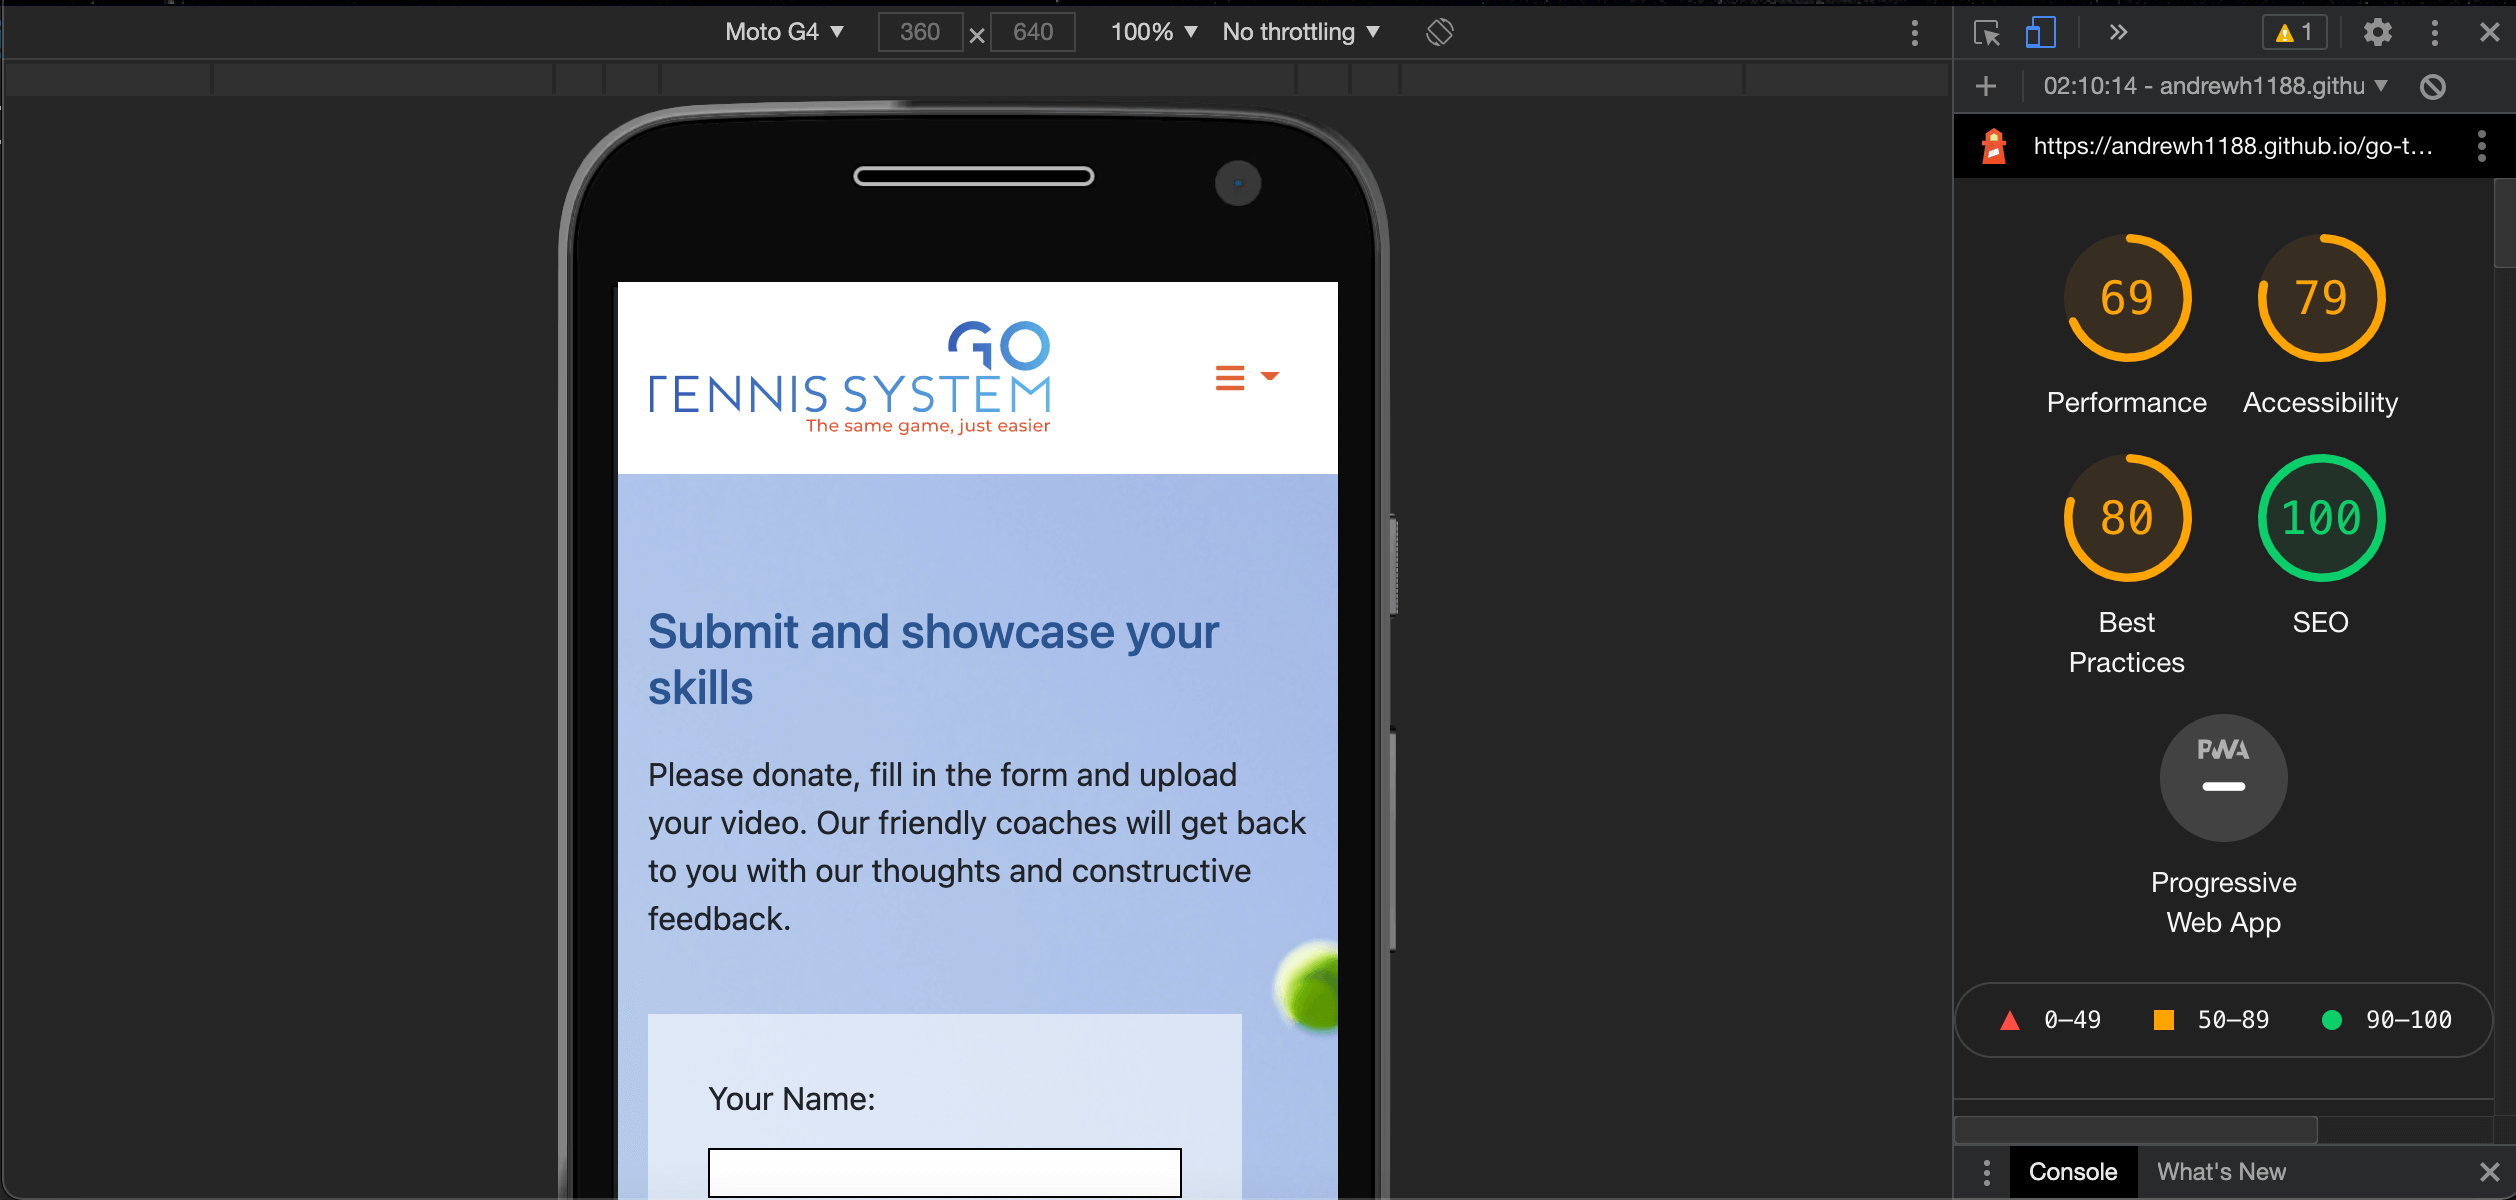 Moto G4 ▼ 360 × 640 100% ▼ No throttling ▼
1
02:10:14 - andrewh1188.githu ▼
https://andrewh1188.github.io/go-t…
GO
TENNIS SYSTEM
The same game, just easier
Submit and showcase your
skills
Please donate, fill in the form and upload
your video. Our friendly coaches will get back
to you with our thoughts and constructive
feedback.
Your Name:
69
Performance
79
Accessibility
80
Best
Practices
100
SEO
PWA
Progressive
Web App
0–49 50–89 90–100
Console What's New